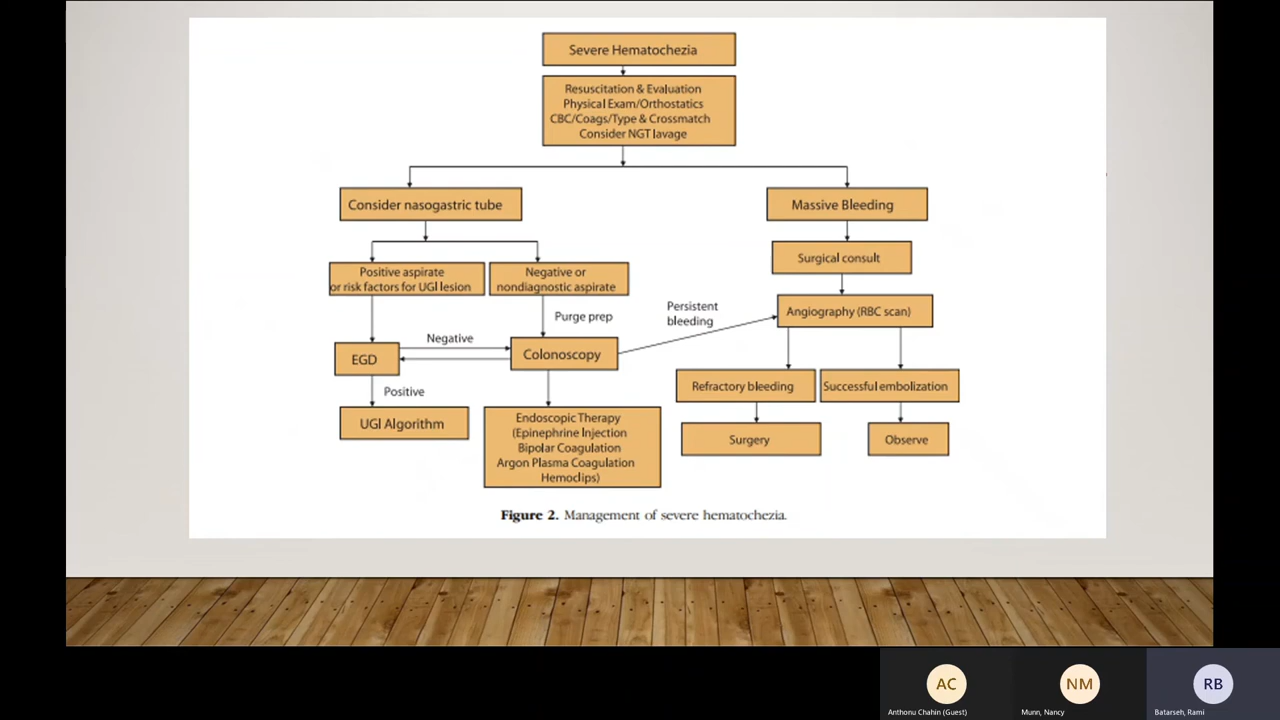 Severe Hematochezia
Resuscitation & Evaluation
Physical Exam/Orthostatics
CBC/Coags/Type & Crossmatch
Consider NGT lavage
Consider nasogastric tube
Massive Bleeding
Surgical consult
Positive aspirate
or risk factors for UGI lesion
Negative or
nondiagnostic aspirate
Purge prep
Persistent
bleeding
Angiography (RBC scan)
EGD
Negative
Colonoscopy
Positive
Refractory bleeding
Successful embolization
UGI Algorithm
Endoscopic Therapy
(Epinephrine Injection
Bipolar Coagulation
Argon Plasma Coagulation
Hemoclips)
Surgery
Observe
Figure 2. Management of severe hematochezia.
AC
Anthonu Chahin (Guest)
NM
Munn, Nancy
RB
Batarseh, Rami